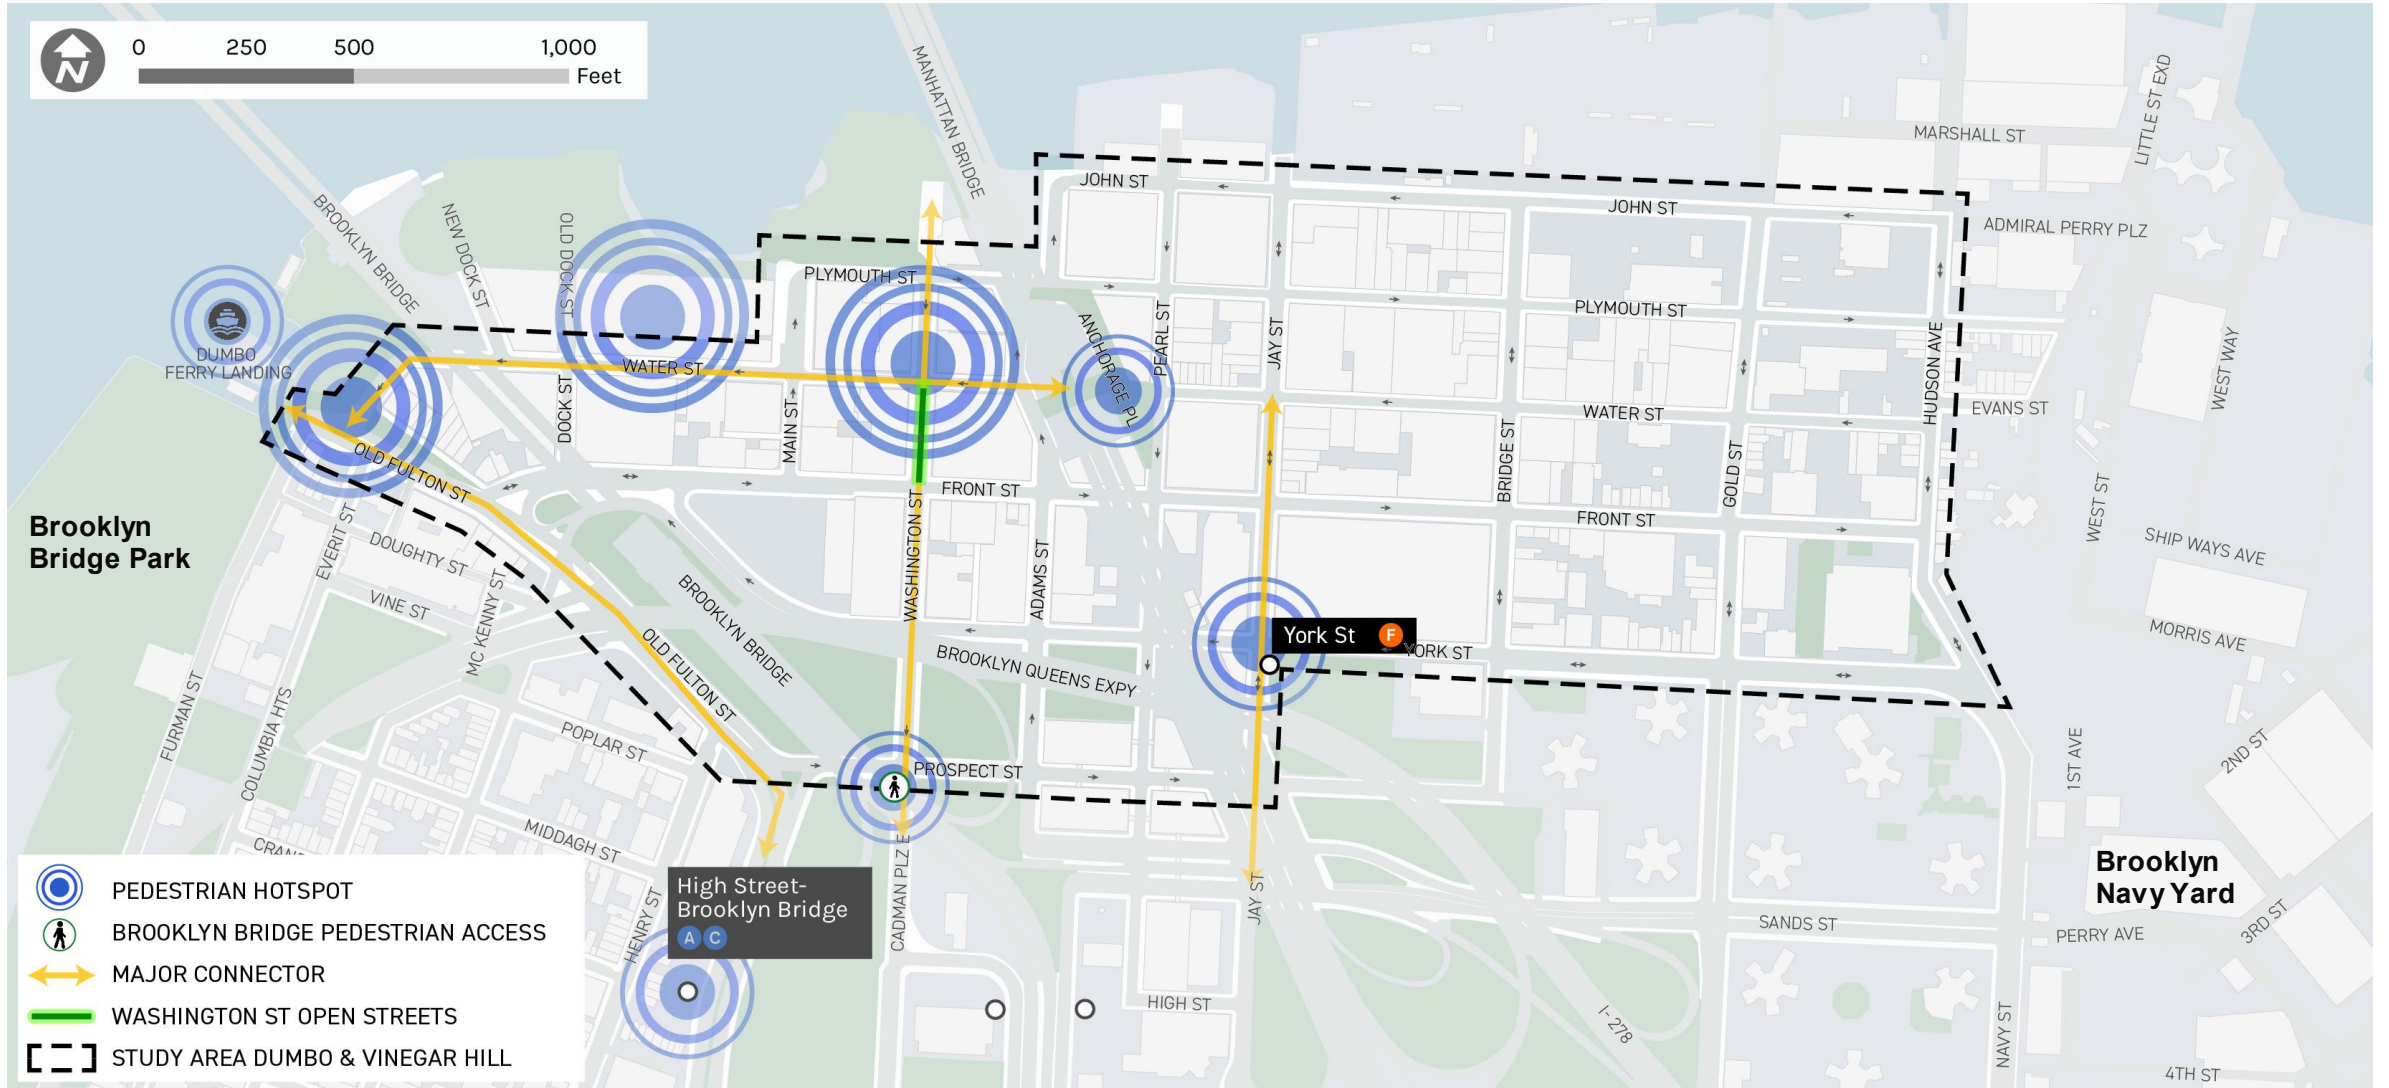 N
0 250 500 1,000
Feet
MANHATTAN BRIDGE
LITTLE ST EXD
MARSHALL ST
JOHN ST
JOHN ST
BROOKLYN BRIDGE
NEW DOCK ST
OLD DOCK ST
ADMIRAL PERRY PLZ
PLYMOUTH ST
PLYMOUTH ST
ANCHORAGE PL
PEARL ST
JAY ST
HUDSON AVE
WEST WAY
DUMBO
FERRY LANDING
WATER ST
WATER ST
EVANS ST
DOCK ST
MAIN ST
BRIDGE ST
GOLD ST
OLD FULTON ST
FRONT ST
FRONT ST
WEST ST
Brooklyn
Bridge Park
EVERIT ST
DOUGHTY ST
WASHINGTON ST
ADAMS ST
SHIP WAYS AVE
VINE ST
MC KENNY ST
BROOKLYN BRIDGE
OLD FULTON ST
York St F
YORK ST
MORRIS AVE
BROOKLYN QUEENS EXPY
FURMAN ST
COLUMBIA HTS
POPLAR ST
PROSPECT ST
1ST AVE
2ND ST
MIDDAGH ST
CRAN
Brooklyn
Navy Yard
High Street-
Brooklyn Bridge
A C
HENRY ST
CADMAN PLZ E
JAY ST
SANDS ST
PERRY AVE
3RD ST
HIGH ST
I-278
NAVY ST
4TH ST
PEDESTRIAN HOTSPOT
BROOKLYN BRIDGE PEDESTRIAN ACCESS
MAJOR CONNECTOR
WASHINGTON ST OPEN STREETS
STUDY AREA DUMBO & VINEGAR HILL